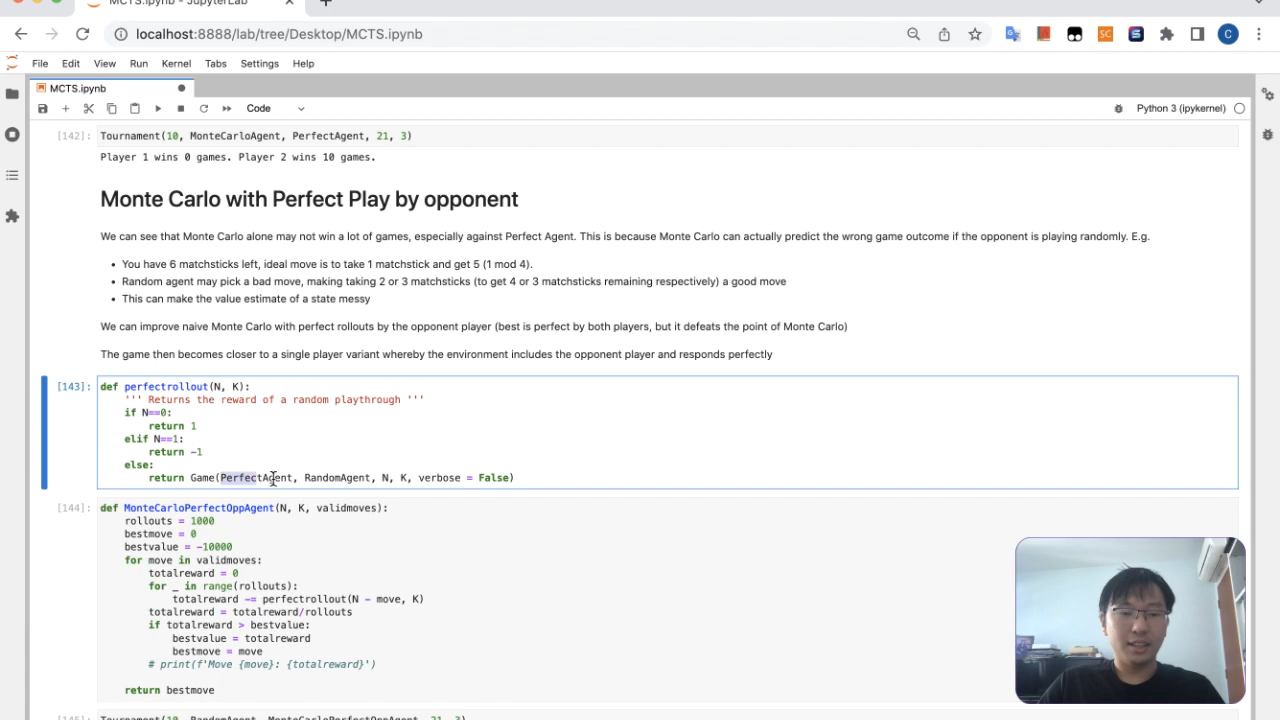 MCTS.ipynb - JupyterLab
localhost:8888/lab/tree/Desktop/MCTS.ipynb
SC
S
C
File Edit View Run Kernel Tabs Settings Help
MCTS.ipynb
Code
Python 3 (ipykernel)
[142]: Tournament(10, MonteCarloAgent, PerfectAgent, 21, 3)
Player 1 wins 0 games. Player 2 wins 10 games.
Monte Carlo with Perfect Play by opponent
We can see that Monte Carlo alone may not win a lot of games, especially against Perfect Agent. This is because Monte Carlo can actually predict the wrong game outcome if the opponent is playing randomly. E.g.
• You have 6 matchsticks left, ideal move is to take 1 matchstick and get 5 (1 mod 4).
• Random agent may pick a bad move, making taking 2 or 3 matchsticks (to get 4 or 3 matchsticks remaining respectively) a good move
• This can make the value estimate of a state messy
We can improve naive Monte Carlo with perfect rollouts by the opponent player (best is perfect by both players, but it defeats the point of Monte Carlo)
The game then becomes closer to a single player variant whereby the environment includes the opponent player and responds perfectly
[143]: def perfectrollout(N, K):
''' Returns the reward of a random playthrough '''
if N==0:
return 1
elif N==1:
return -1
else:
return Game(PerfectAgent, RandomAgent, N, K, verbose = False)
[144]: def MonteCarloPerfectOppAgent(N, K, validmoves):
rollouts = 1000
bestmove = 0
bestvalue = -10000
for move in validmoves:
totalreward = 0
for _ in range(rollouts):
totalreward -= perfectrollout(N - move, K)
totalreward = totalreward/rollouts
if totalreward > bestvalue:
bestvalue = totalreward
bestmove = move
# print(f'Move {move}: {totalreward}')
return bestmove
[145]: Tournament(10, RandomAgent, MonteCarloPerfectOppAgent, 21, 3)